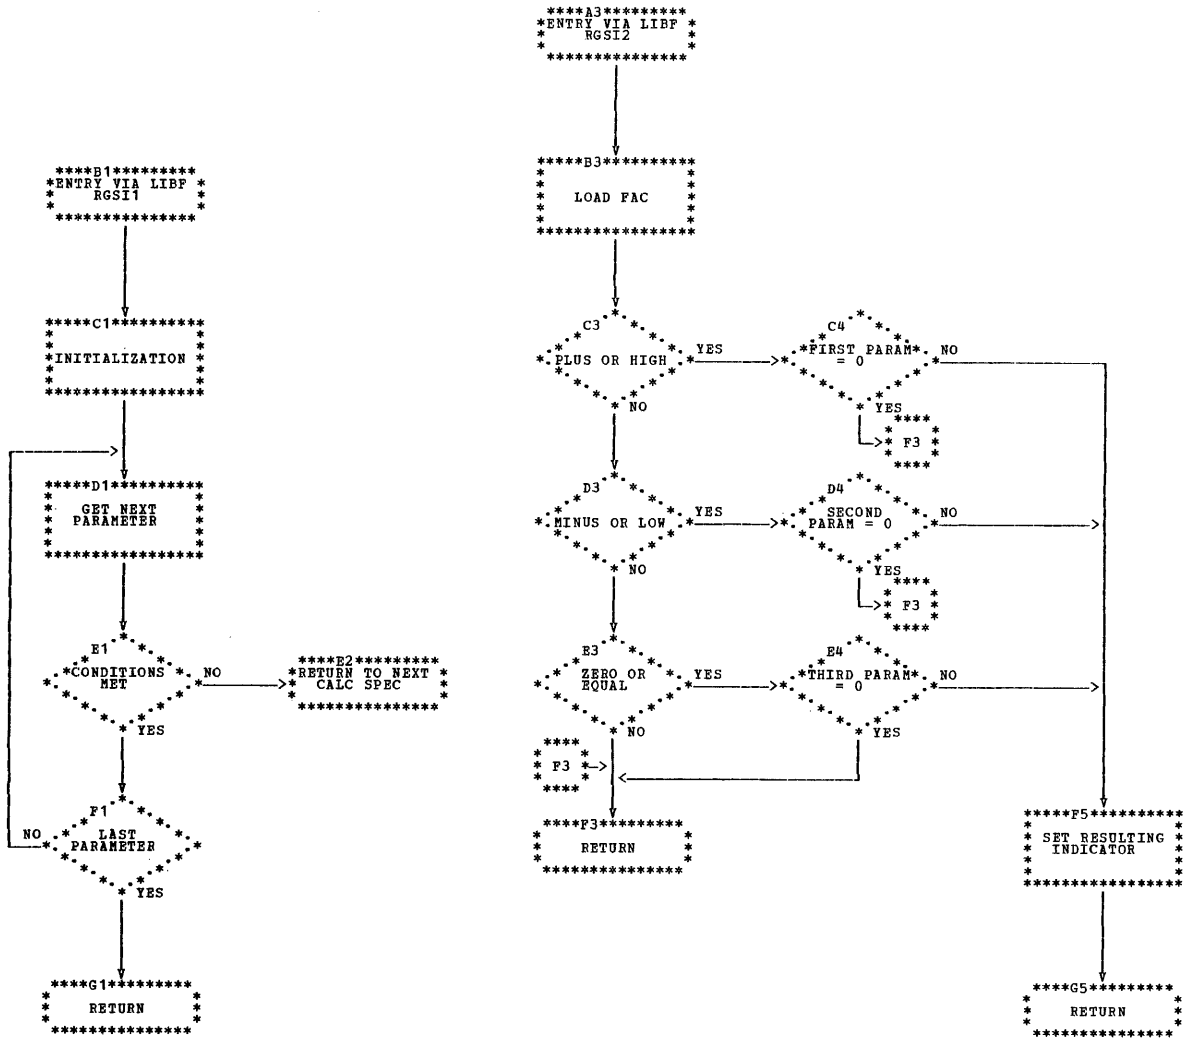 ****A3*********
*ENTRY VIA LIBF *
* RGSI2 *
***************
****B1*********
*ENTRY VIA LIBF *
* RGSI1 *
***************
*****B3**********
LOAD FAC
*****************
*****C1**********
*INITIALIZATION *
*****************
C3
PLUS OR HIGH
YES
NO
C4
*FIRST PARAM*
= 0
NO
YES
F3
*****D1**********
GET NEXT
PARAMETER
*****************
D3
MINUS OR LOW
YES
NO
D4
SECOND
PARAM = 0
NO
YES
F3
E1
*CONDITIONS
MET
NO
YES
****E2*********
*RETURN TO NEXT *
* CALC SPEC *
***************
E3
ZERO OR
EQUAL
YES
NO
E4
*THIRD PARAM*
= 0
NO
YES
F3
F1
LAST
PARAMETER
NO
YES
****F3*********
RETURN
***************
*****F5**********
SET RESULTING
INDICATOR
*****************
****G1*********
RETURN
***************
****G5*********
RETURN
***************